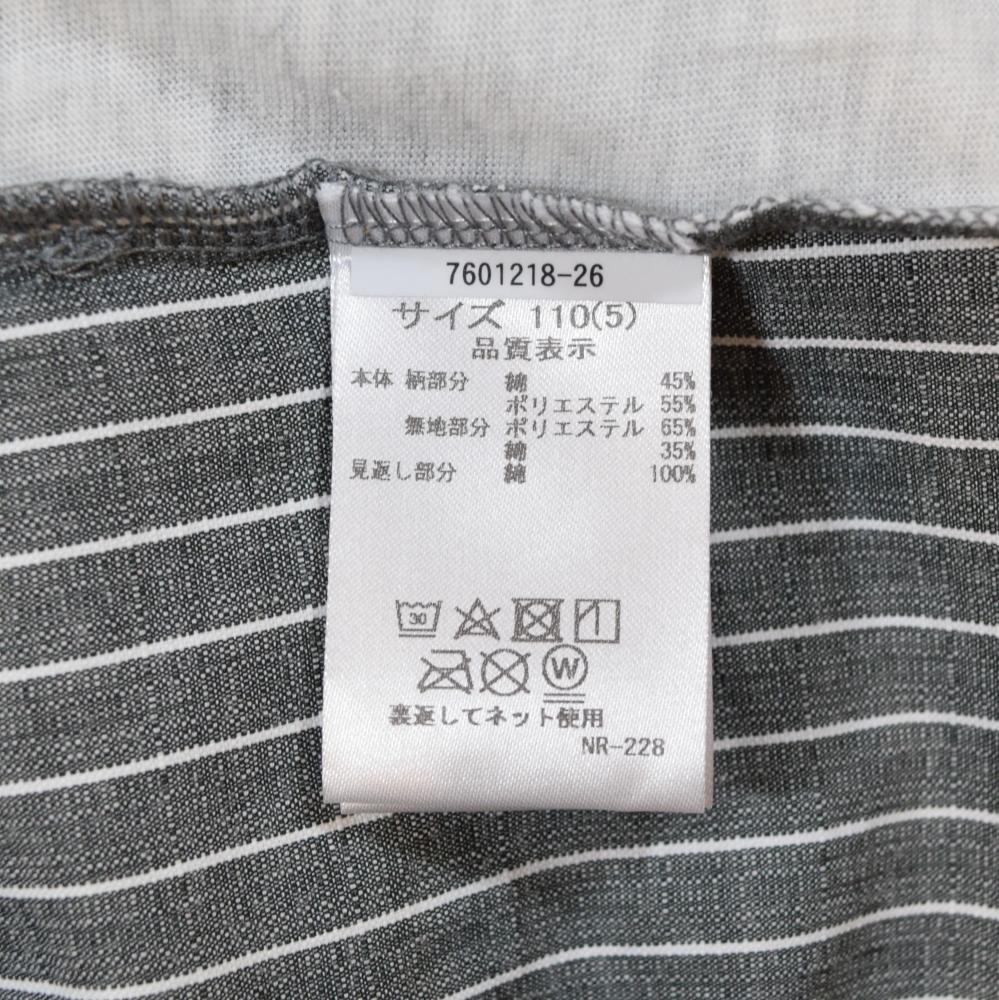 7601218-26
サイズ 110(5)
品質表示
本体 柄部分 綿 45%
ポリエステル 55%
無地部分 ポリエステル 65%
綿 35%
見返し部分 綿 100%
30
W
裏返してネット使用
NR-228